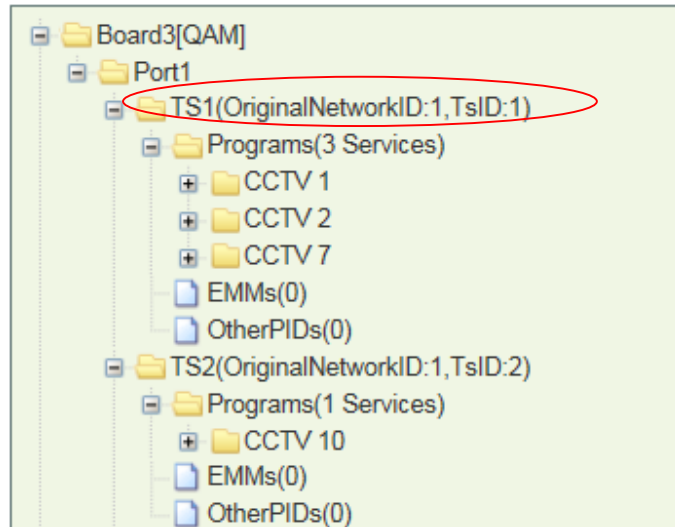 Board3[QAM]
Port1
TS1(OriginalNetworkID:1,TsID:1)
Programs(3 Services)
CCTV 1
CCTV 2
CCTV 7
EMMs(0)
OtherPIDs(0)
TS2(OriginalNetworkID:1,TsID:2)
Programs(1 Services)
CCTV 10
EMMs(0)
OtherPIDs(0)